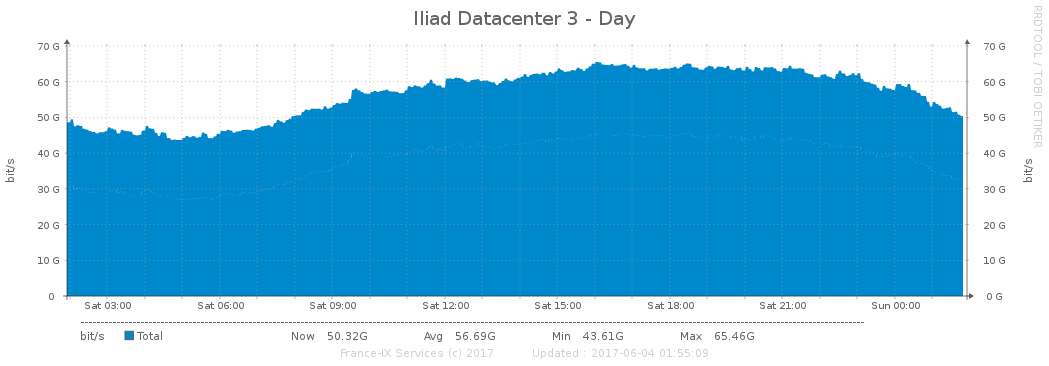 Iliad Datacenter 3 - Day
RRDTOOL / TOBI OETIKER
70 G 70 G
60 G 60 G
50 G 50 G
40 G 40 G
30 G 30 G
20 G 20 G
10 G 10 G
0 0 G
bit/s bit/s
Sat 03:00 Sat 06:00 Sat 09:00 Sat 12:00 Sat 15:00 Sat 18:00 Sat 21:00 Sun 00:00
bit/s Total Now 50.32G Avg 56.69G Min 43.61G Max 65.46G
France-IX Services (c) 2017 Updated : 2017-06-04 01:55:09